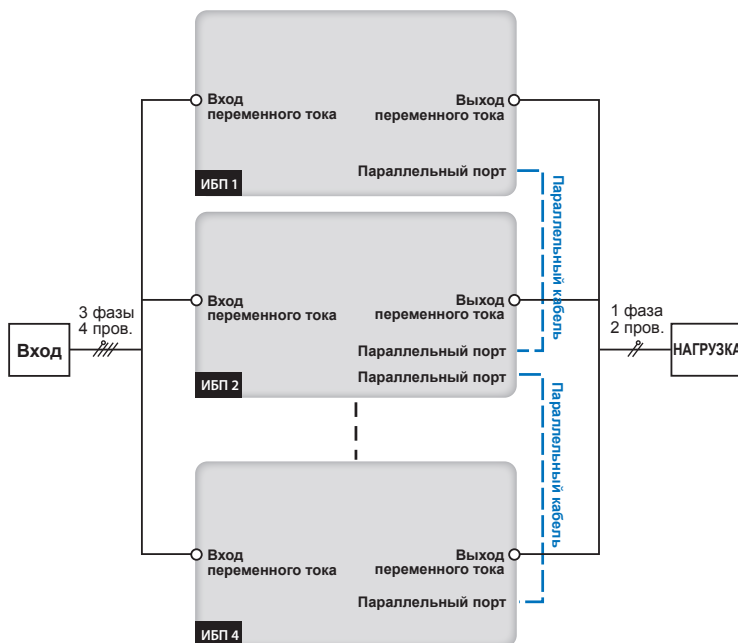 Вход
переменного тока
Выход
переменного тока
Параллельный порт
ИБП 1
Параллельный кабель
Вход
переменного тока
Выход
переменного тока
Параллельный порт
Параллельный порт
ИБП 2
3 фазы
4 пров.
Вход
1 фаза
2 пров.
НАГРУЗКА
Параллельный кабель
Вход
переменного тока
Выход
переменного тока
Параллельный порт
ИБП 4